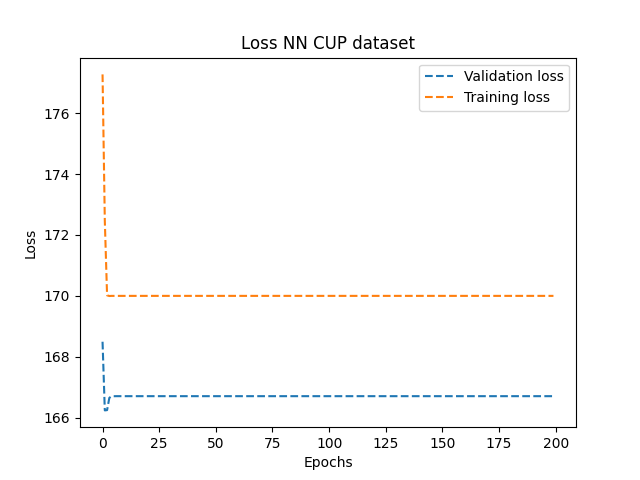 Loss NN CUP dataset
Validation loss
Training loss
176
174
172
170
168
166
Loss
0 25 50 75 100 125 150 175 200
Epochs